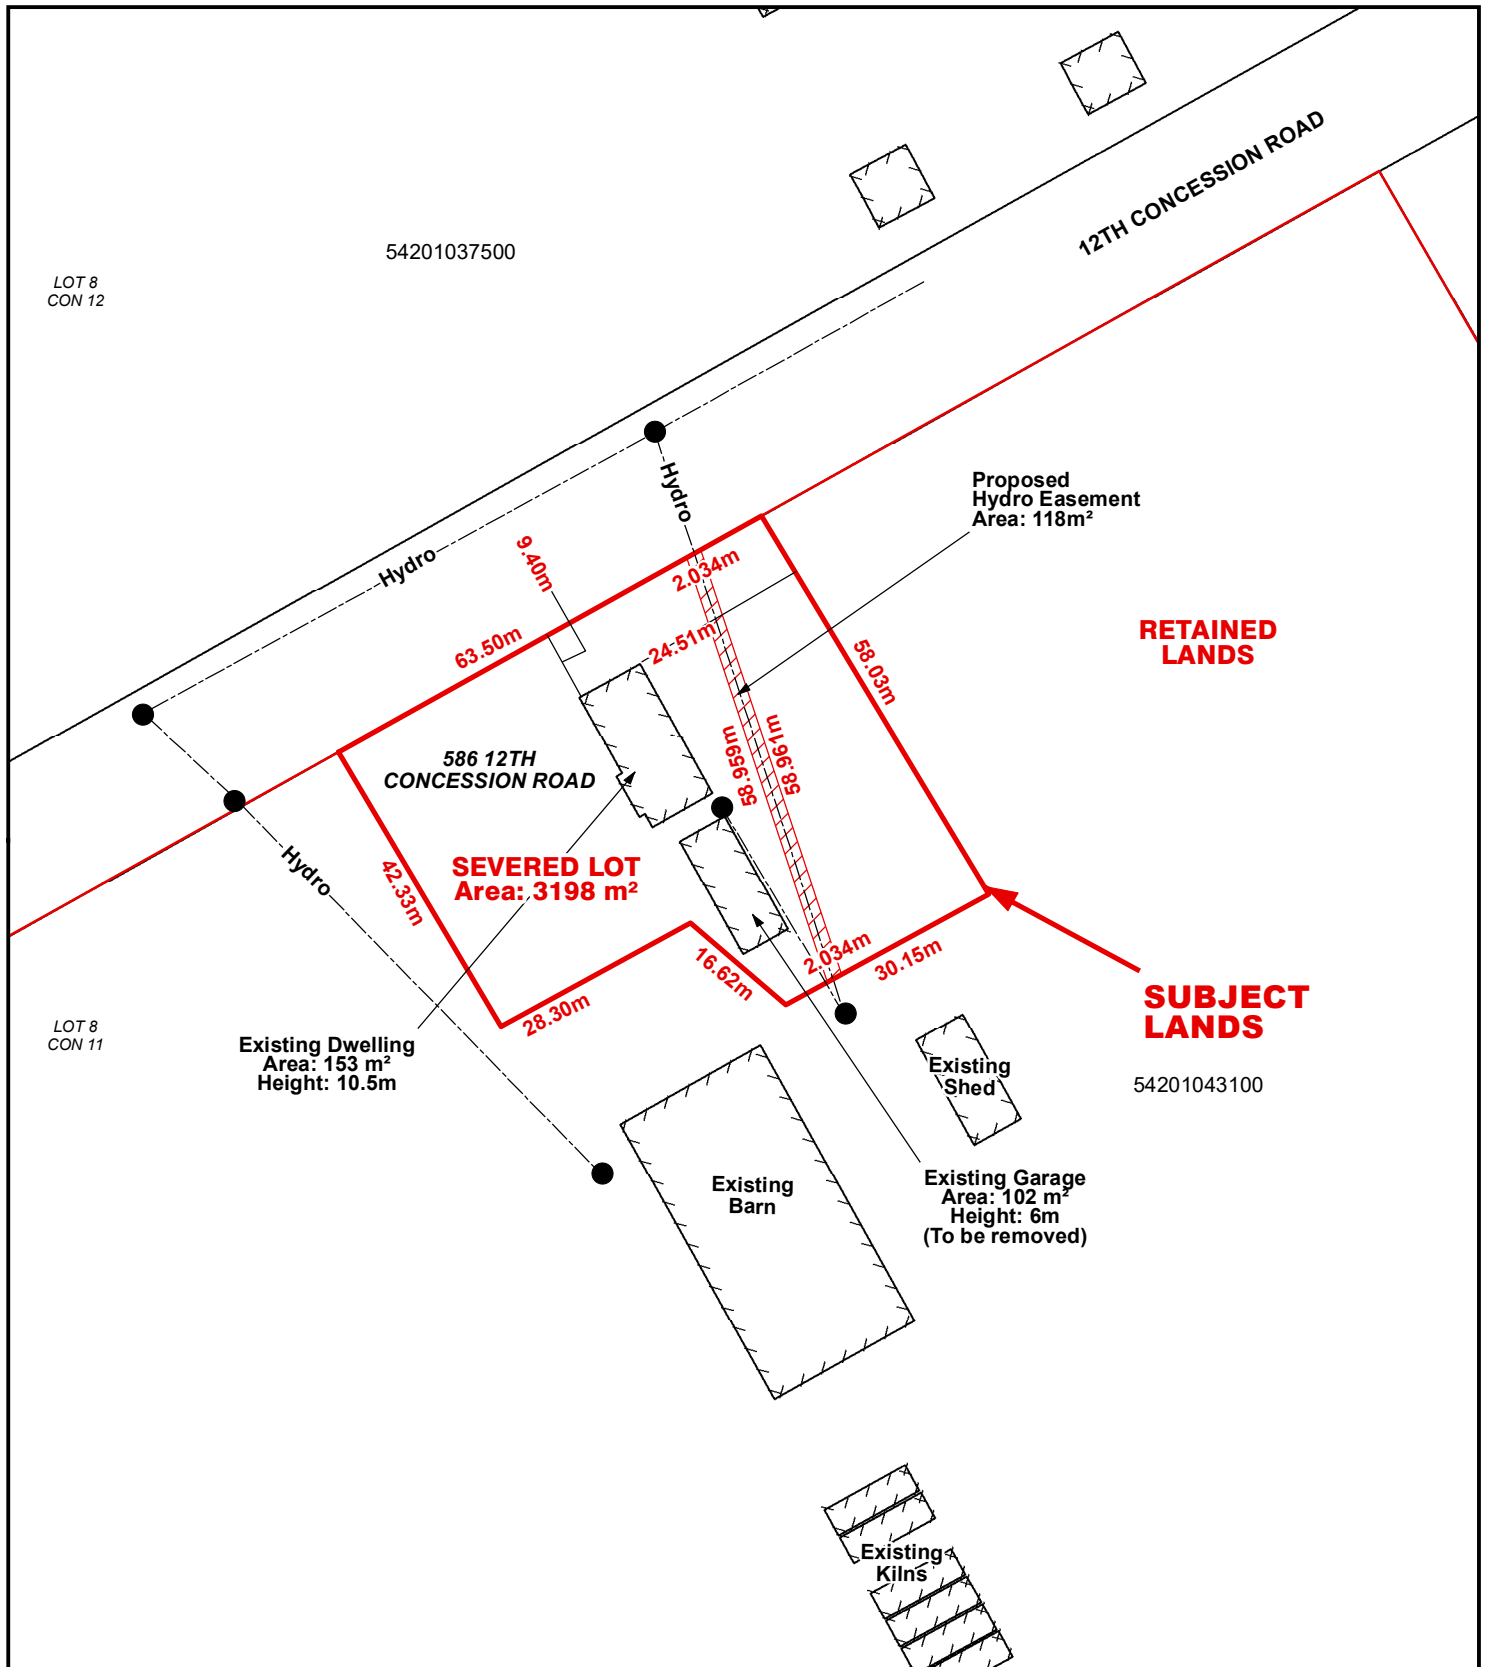 12TH CONCESSION ROAD
54201037500
LOT 8
CON 12
Hydro
Hydro
Proposed
Hydro Easement
Area: 118m²
9.40m
2.034m
63.50m
24.51m
58.03m
RETAINED
LANDS
58.959m
58.961m
586 12TH
CONCESSION ROAD
Hydro
SEVERED LOT
Area: 3198 m²
42.33m
16.62m
2.034m
30.15m
28.30m
SUBJECT
LANDS
LOT 8
CON 11
Existing Dwelling
Area: 153 m²
Height: 10.5m
Existing
Shed
54201043100
Existing Garage
Area: 102 m²
Height: 6m
(To be removed)
Existing
Barn
Existing
Kilns